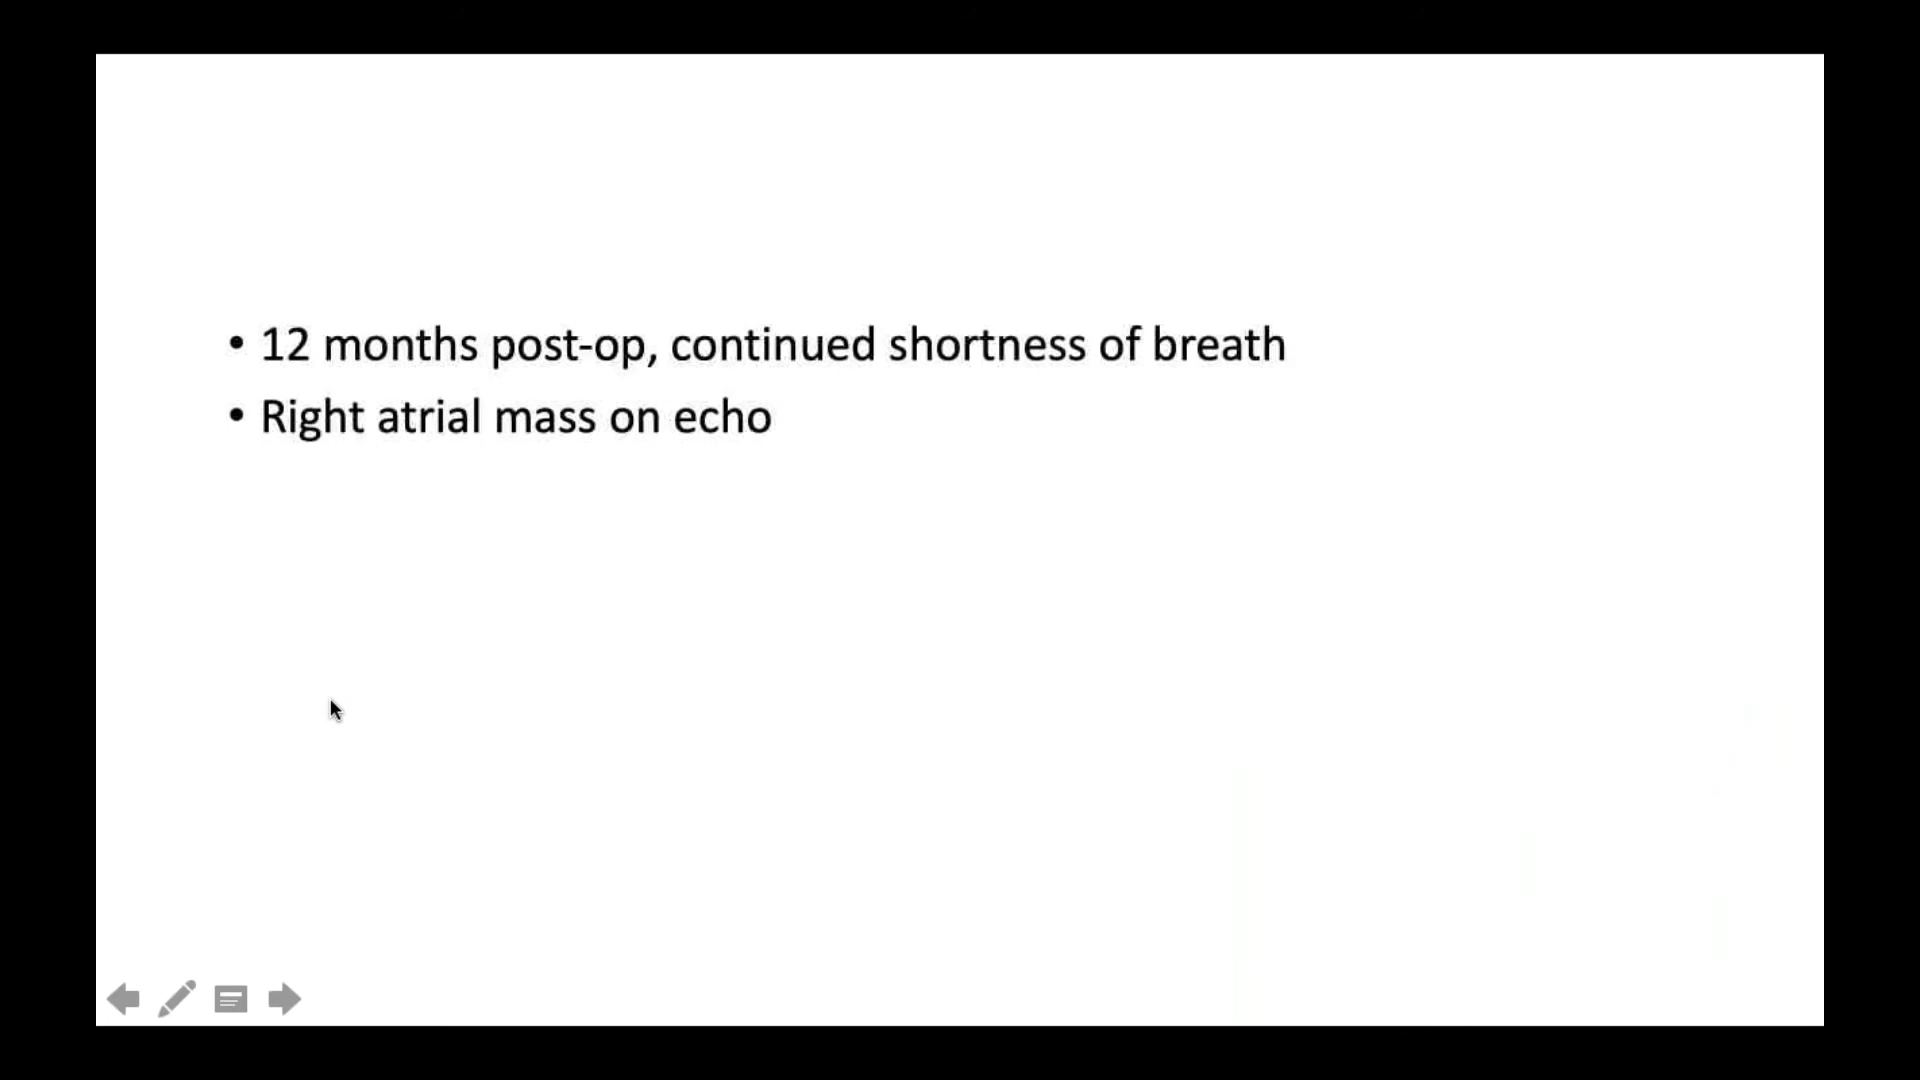 • 12 months post-op, continued shortness of breath
• Right atrial mass on echo